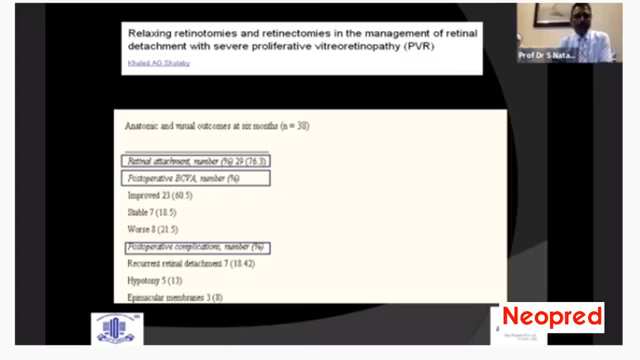 Relaxing retinotomies and retinectomies in the management of retinal
detachment with severe proliferative vitreoretinopathy (PVR)
Khaled AG Shalaby
Prof Dr S Nata...
Anatomic and visual outcomes at six months (n = 38)
Retinal attachment, number (%) 29 (76.3)
Postoperative BCVA, number (%)
Improved 23 (60.5)
Stable 7 (18.5)
Worse 8 (21.5)
Postoperative complications, number (%)
Recurrent retinal detachment 7 (18.42)
Hypotony 5 (13)
Epimacular membranes 3 (8)
Neopred